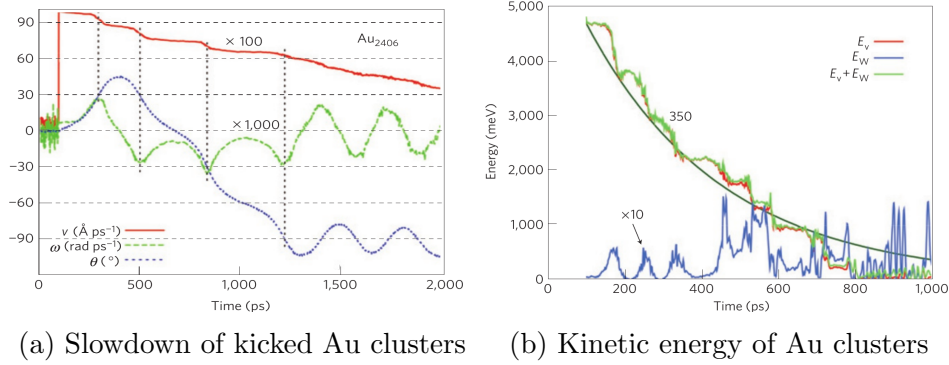 90
60
30
0
−30
−60
−90
Au2406
× 100
× 1,000
v (Å ps⁻¹)
ω (rad ps⁻¹)
θ (°)
0
500
1,000
1,500
2,000
Time (ps)
5,000
4,000
3,000
2,000
1,000
0
Energy (meV)
Ev
EW
Ev + EW
350
×10
200
400
600
800
1,000
Time (ps)
(a) Slowdown of kicked Au clusters
(b) Kinetic energy of Au clusters